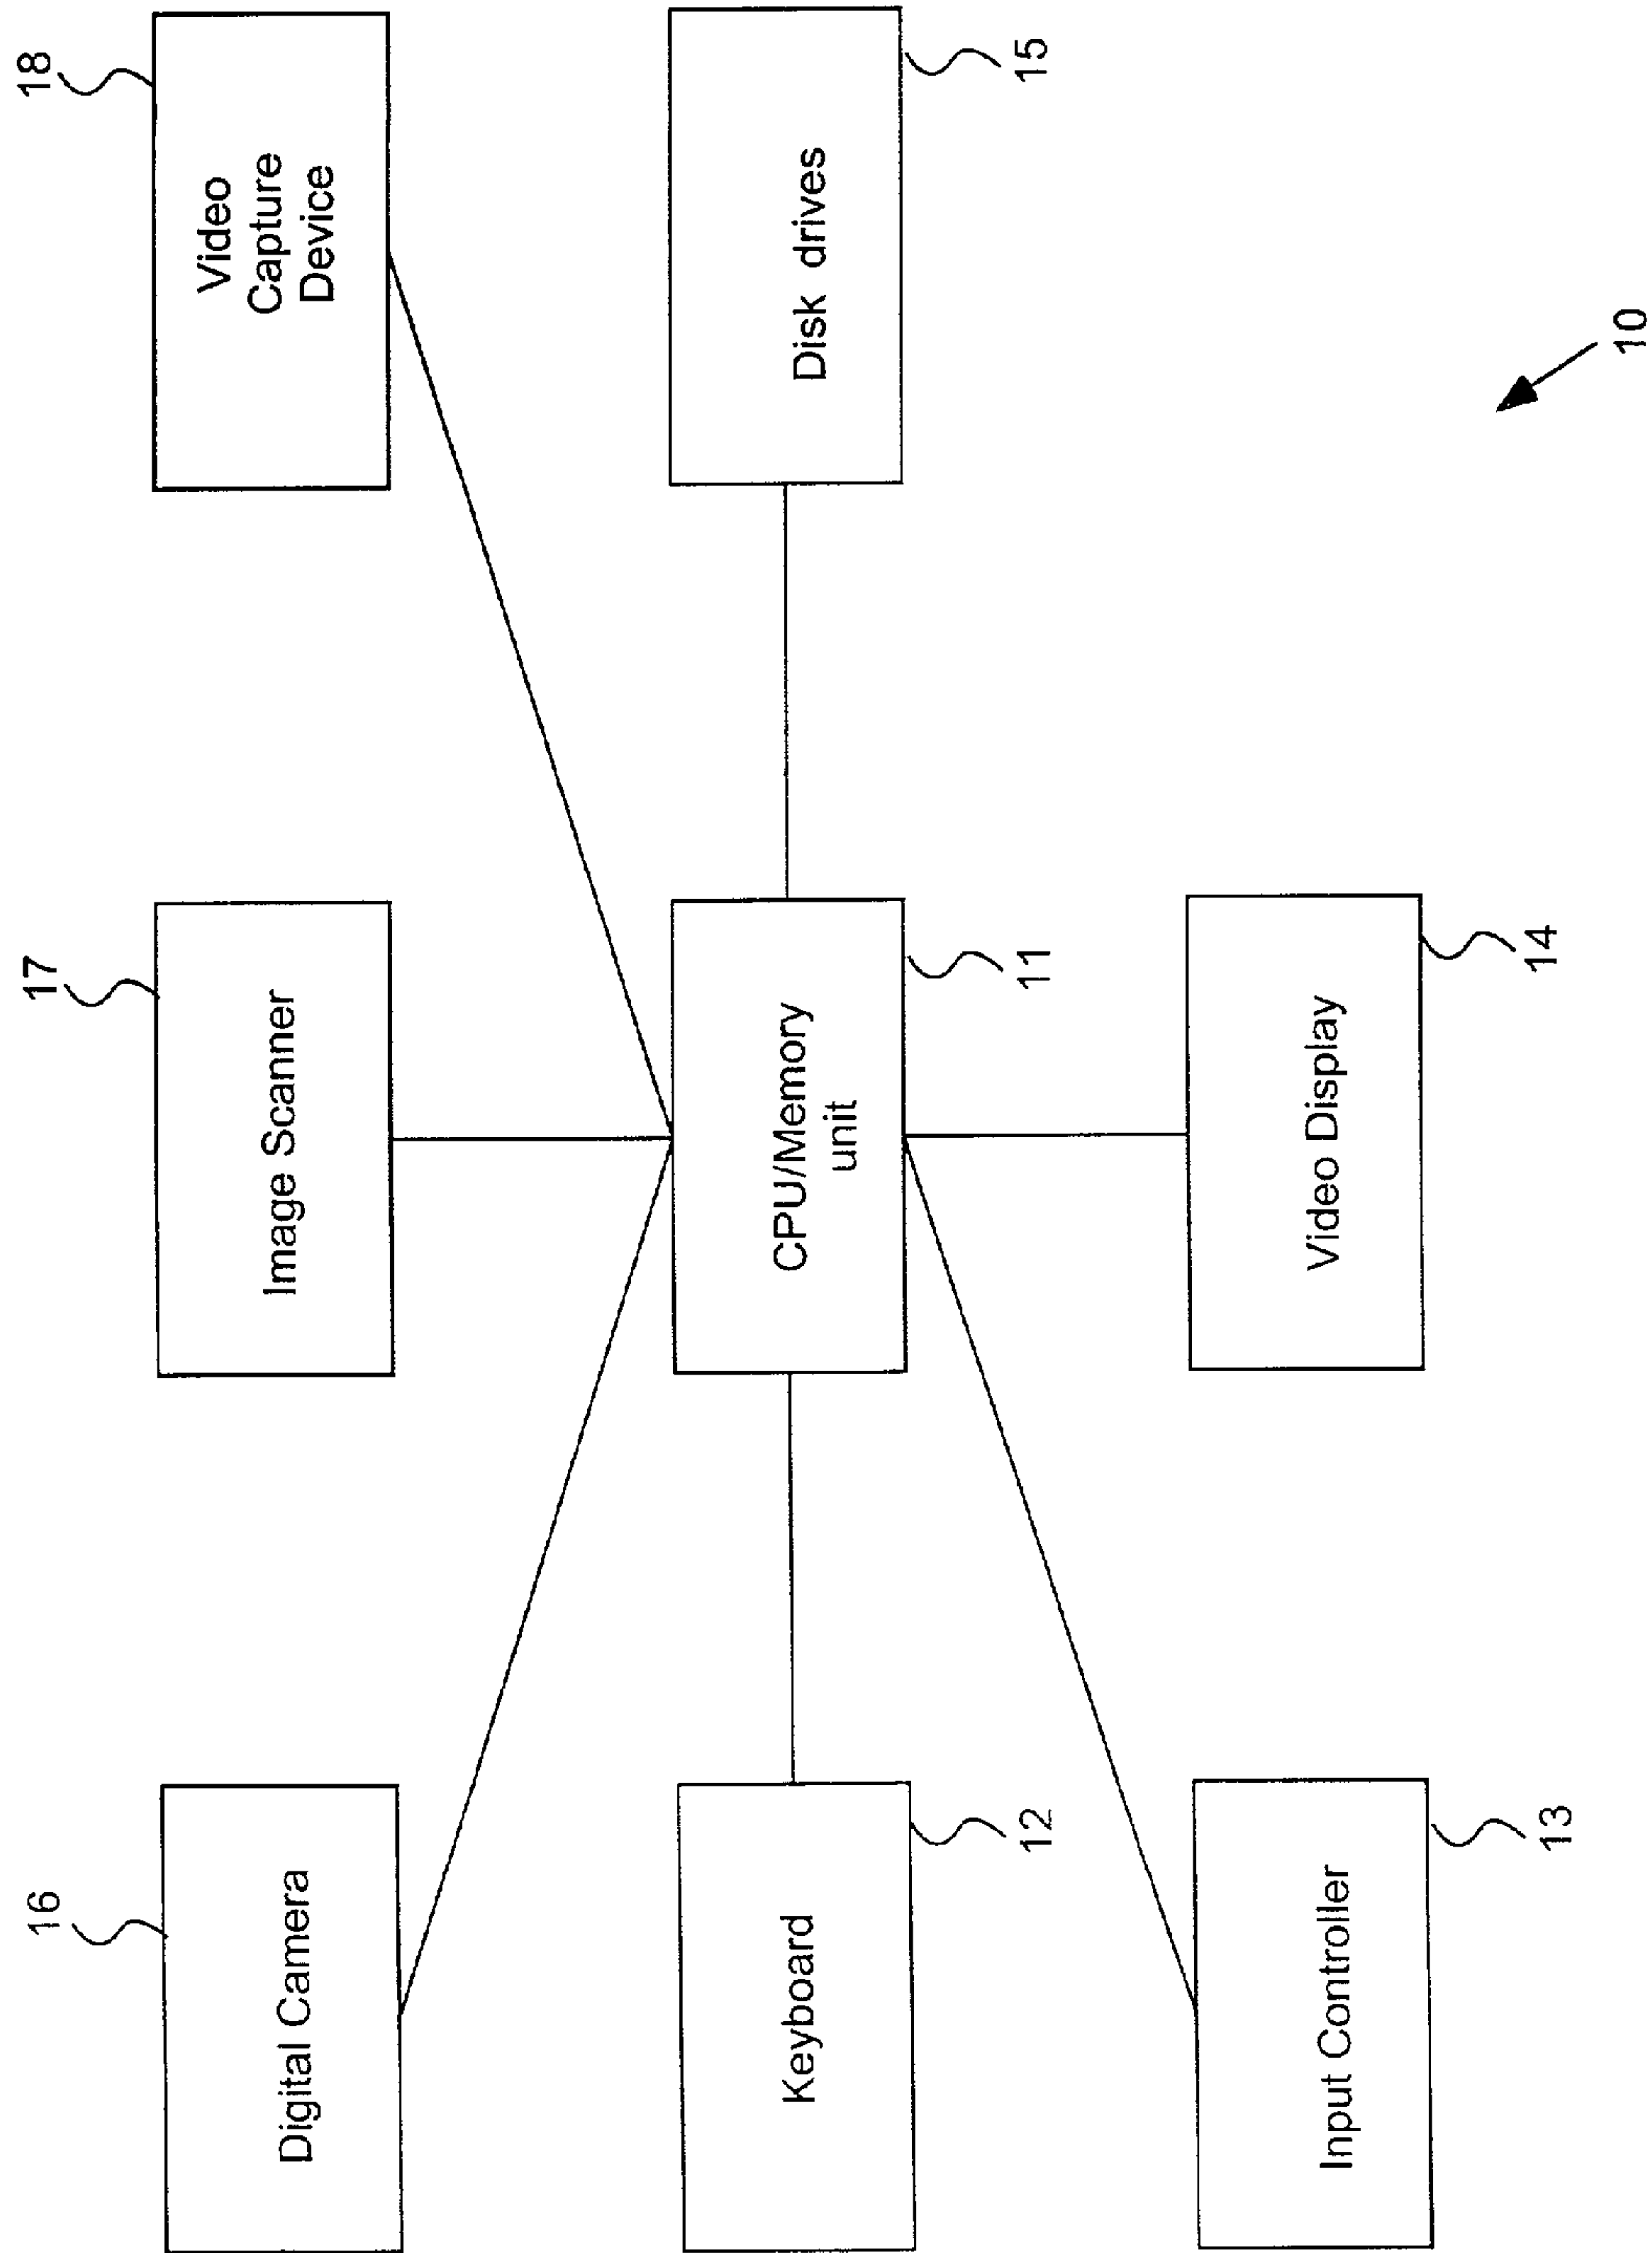 16
Digital Camera
17
Image Scanner
18
Video
Capture
Device
Keyboard
12
CPU/Memory
unit
11
Disk drives
15
Input Controller
13
Video Display
14
10